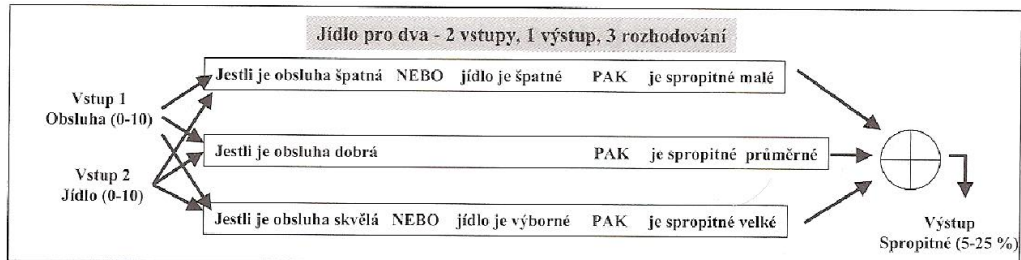 Jídlo pro dva - 2 vstupy, 1 výstup, 3 rozhodování
Jestli je obsluha špatná NEBO jídlo je špatné PAK je spropitné malé
Vstup 1
Obsluha (0-10)
Jestli je obsluha dobrá PAK je spropitné průměrné
Vstup 2
Jídlo (0-10)
Jestli je obsluha skvělá NEBO jídlo je výborné PAK je spropitné velké
Výstup
Spropitné (5-25 %)